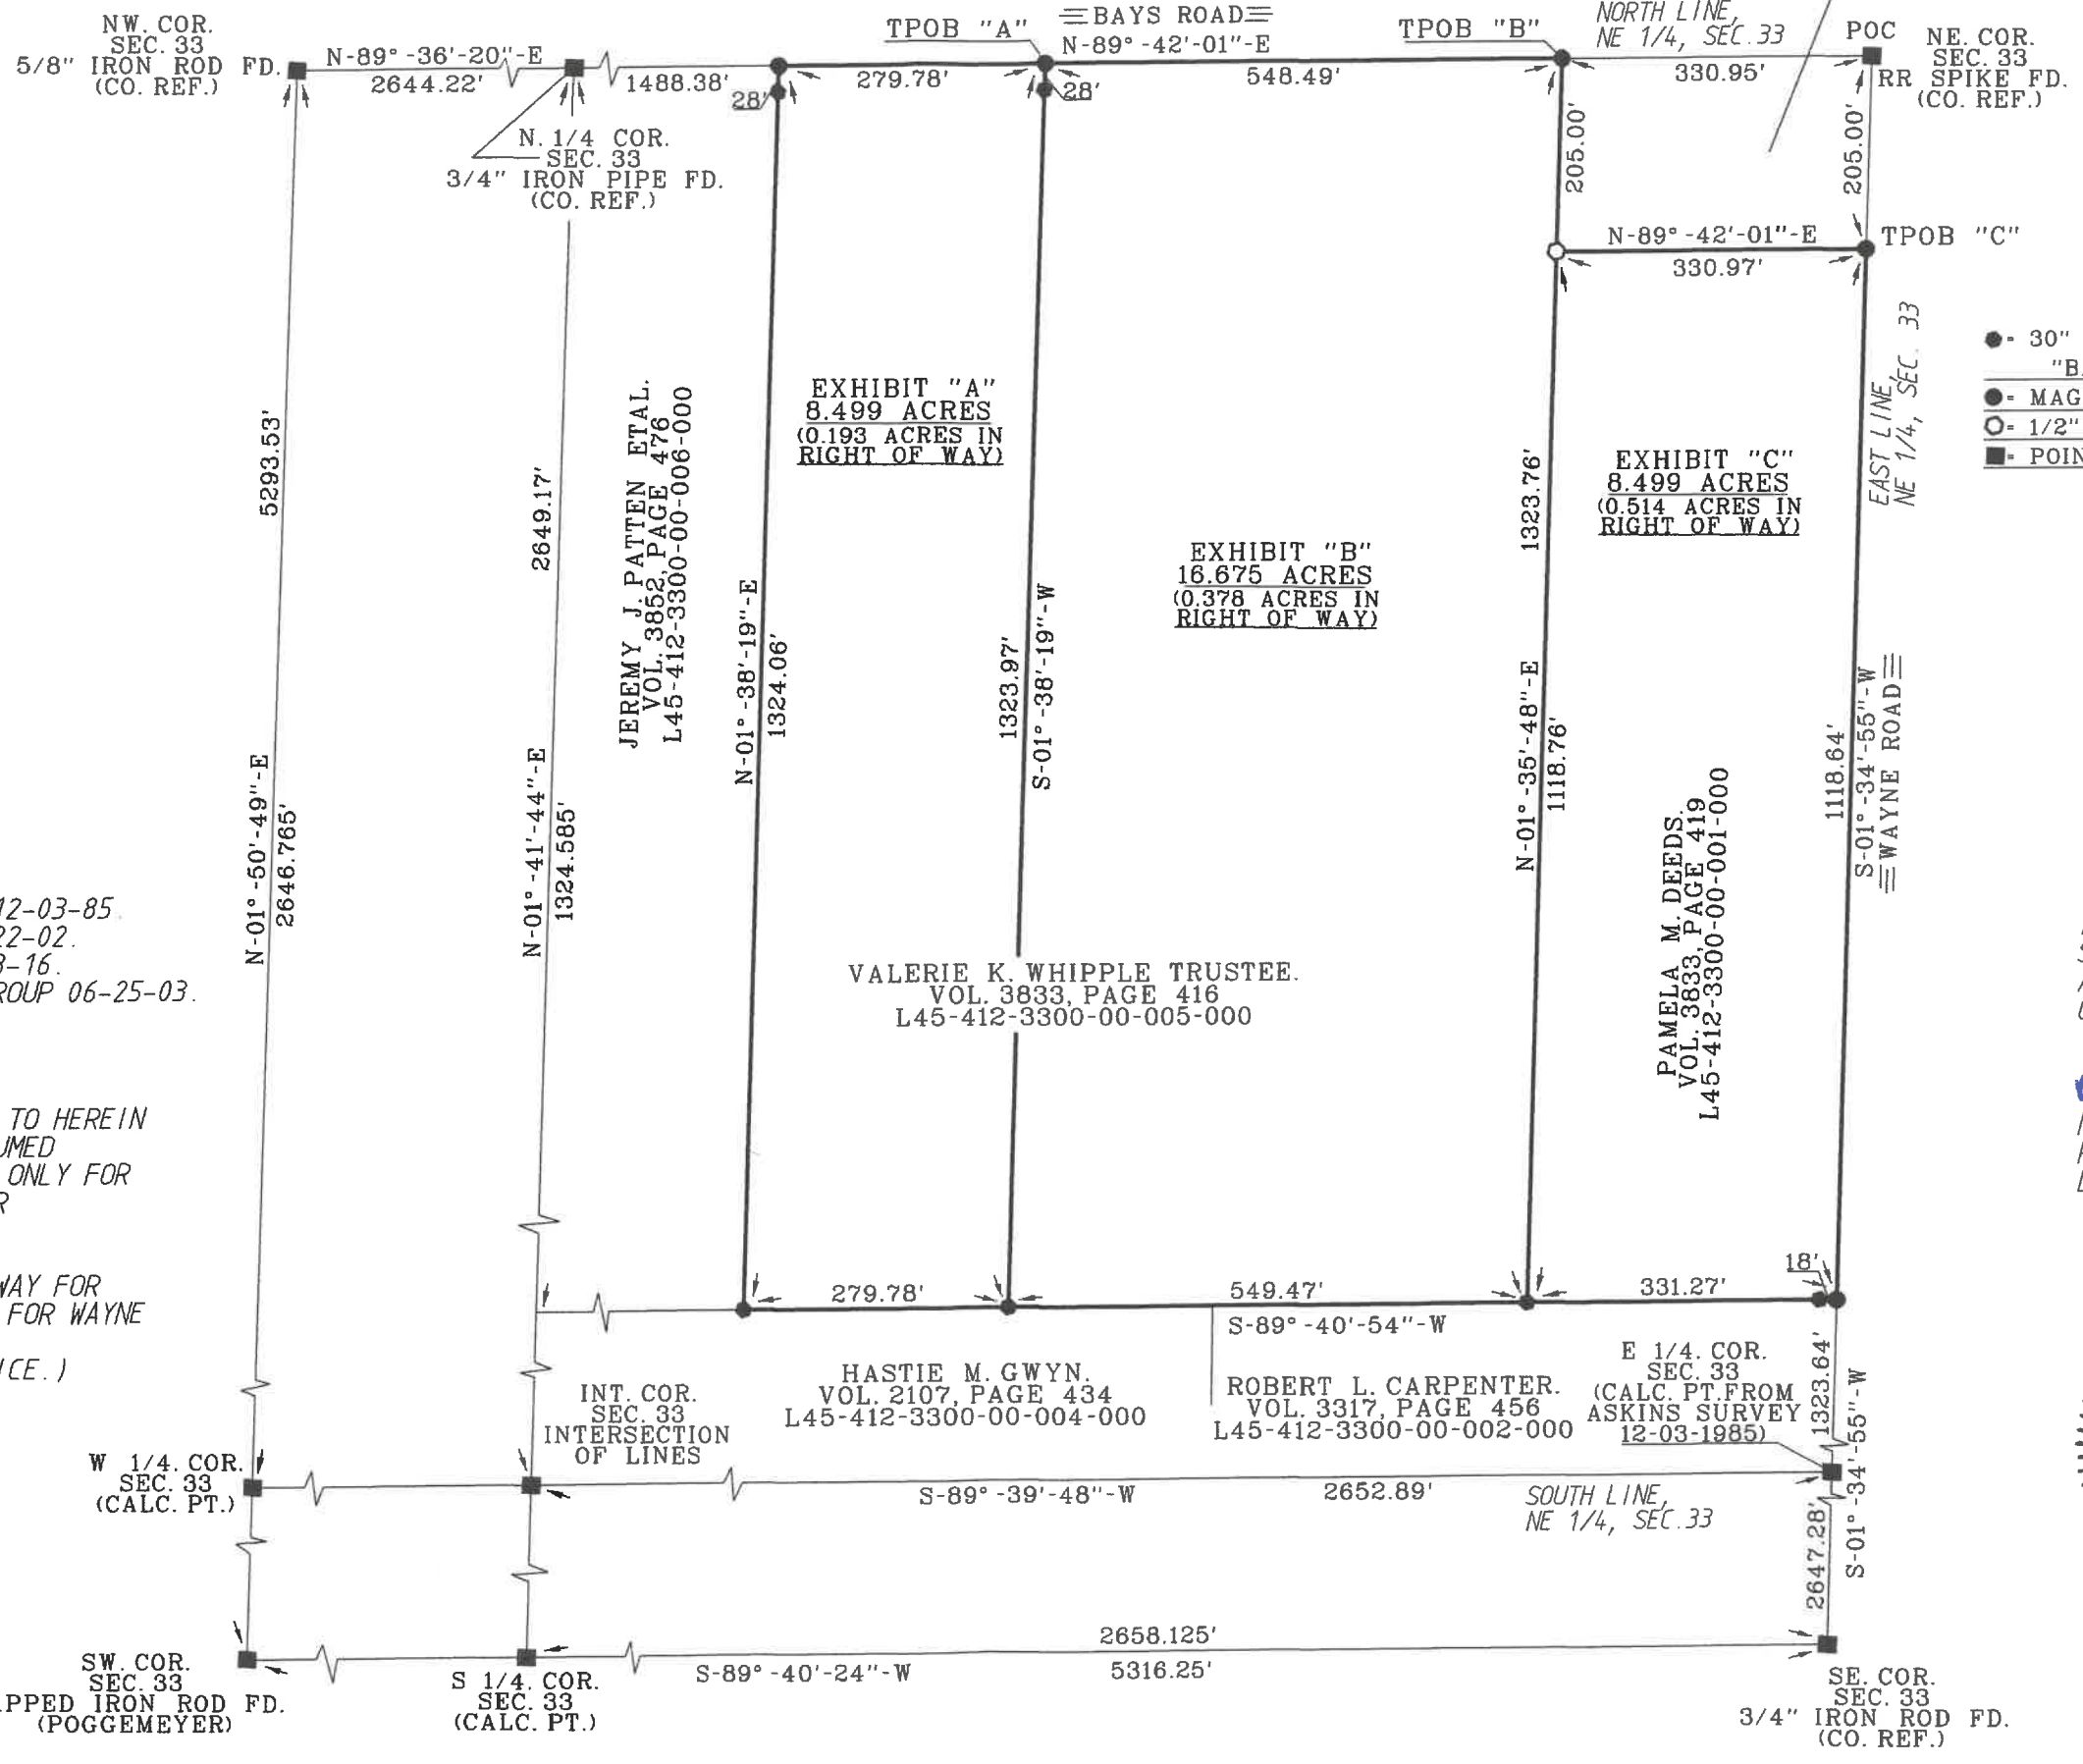 NW. COR.
SEC. 33
5/8" IRON ROD FD.
(CO. REF.)
N-89°-36'-20"-E
2644.22'
1488.38'
28'
TPOB "A"
279.78'
28'
BAYS ROAD
N-89°-42'-01"-E
548.49'
TPOB "B"
NORTH LINE,
NE 1/4, SEC. 33
330.95'
POC
NE. COR.
SEC. 33
RR SPIKE FD.
(CO. REF.)
N. 1/4 COR.
SEC. 33
3/4" IRON PIPE FD.
(CO. REF.)
205.00'
205.00'
N-89°-42'-01"-E
330.97'
TPOB "C"
EAST LINE,
NE 1/4, SEC. 33
30"
MAG
1/2"
POIN
5293.53'
N-01°-50'-49"-E
2646.765'
2649.17'
N-01°-41'-44"-E
1324.585'
JEREMY J. PATTEN ETAL.
VOL. 3852, PAGE 476
L45-412-3300-00-006-000
N-01°-38'-19"-E
1324.06'
EXHIBIT "A"
8.499 ACRES
(0.193 ACRES IN
RIGHT OF WAY)
1323.97'
S-01°-38'-19"-W
EXHIBIT "B"
16.675 ACRES
(0.378 ACRES IN
RIGHT OF WAY)
1323.76'
N-01°-35'-48"-E
1118.76'
EXHIBIT "C"
8.499 ACRES
(0.514 ACRES IN
RIGHT OF WAY)
1118.64'
S-01°-34'-55"-W
WAYNE ROAD
PAMELA M. DEEDS.
VOL. 3833, PAGE 419
L45-412-3300-00-001-000
VALERIE K. WHIPPLE TRUSTEE.
VOL. 3833, PAGE 416
L45-412-3300-00-005-000
12-03-85.
22-02.
3-16.
ROUP 06-25-03.
TO HEREIN
UMED
ONLY FOR
R
WAY FOR
FOR WAYNE
ICE.)
279.78'
549.47'
S-89°-40'-54"-W
331.27'
18'
HASTIE M. GWYN.
VOL. 2107, PAGE 434
L45-412-3300-00-004-000
ROBERT L. CARPENTER.
VOL. 3317, PAGE 456
L45-412-3300-00-002-000
E 1/4. COR.
SEC. 33
(CALC. PT. FROM
ASKINS SURVEY
12-03-1985)
1323.64'
S-01°-34'-55"-W
2647.28'
INT. COR.
SEC. 33
INTERSECTION
OF LINES
W 1/4. COR.
SEC. 33
(CALC. PT.)
S-89°-39'-48"-W
2652.89'
SOUTH LINE,
NE 1/4, SEC. 33
2658.125'
S-89°-40'-24"-W
5316.25'
SW. COR.
SEC. 33
APPED IRON ROD FD.
(POGGEMEYER)
S 1/4. COR.
SEC. 33
(CALC. PT.)
SE. COR.
SEC. 33
3/4" IRON ROD FD.
(CO. REF.)